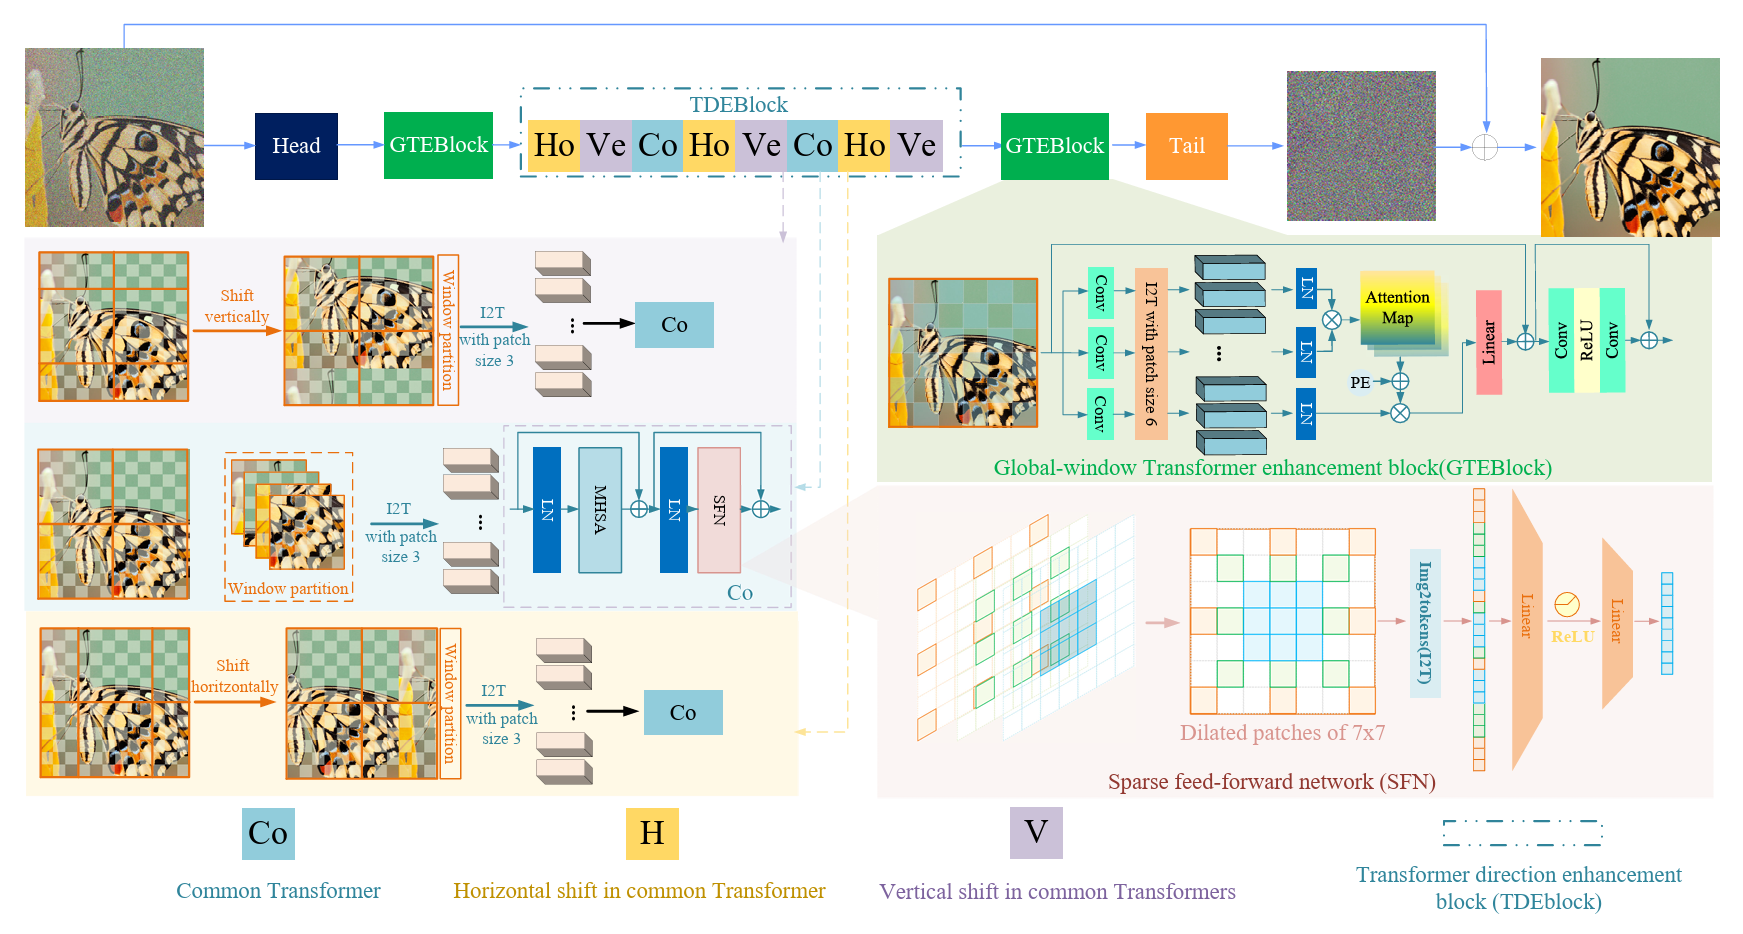 TDEBlock
Head
GTEBlock
Ho Ve Co Ho Ve Co Ho Ve
GTEBlock
Tail
Shift
vertically
Window partition
I2T
with patch
size 3
Co
Window partition
I2T
with patch
size 3
LN
MHSA
LN
SFN
Co
Shift
horitzontally
Window partition
I2T
with patch
size 3
Co
Conv
Conv
Conv
I2T with patch size 6
LN
LN
LN
Attention
Map
PE
Linear
Conv
ReLU
Conv
Global-window Transformer enhancement block(GTEBlock)
Dilated patches of 7x7
Img2tokens(I2T)
Linear
ReLU
Linear
Sparse feed-forward network (SFN)
Co
H
V
Common Transformer
Horizontal shift in common Transformer
Vertical shift in common Transformers
Transformer direction enhancement
block (TDEblock)